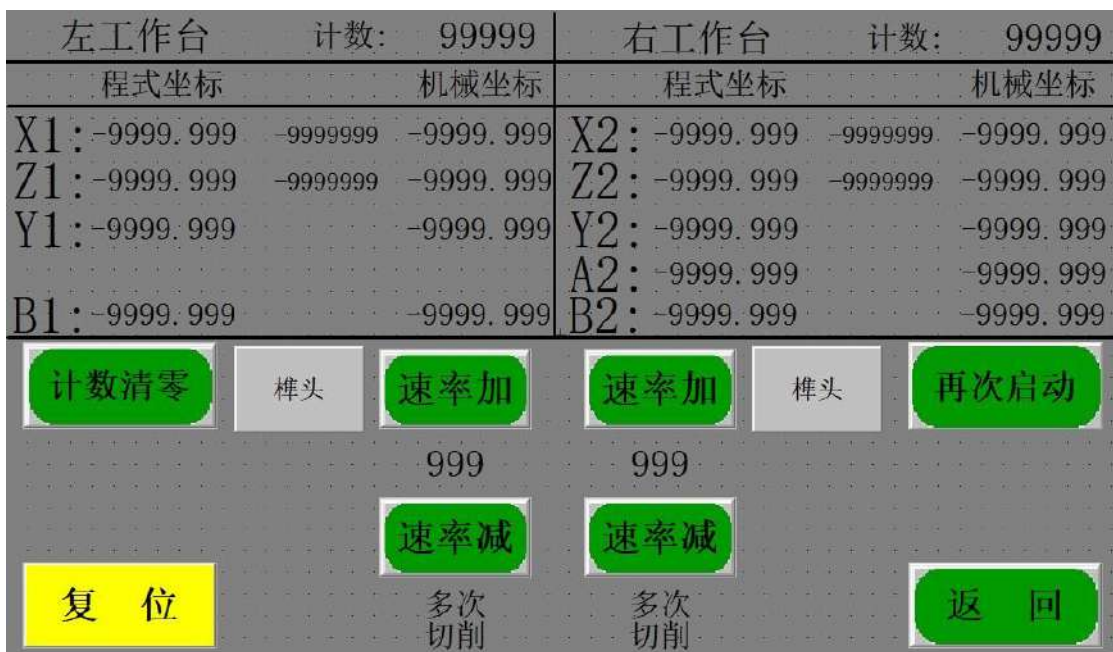 左工作台 计数: 99999 右工作台 计数: 99999
程式坐标 机械坐标 程式坐标 机械坐标
X1:-9999.999 -9999999 -9999.999 X2:-9999.999 -9999999 -9999.999
Z1:-9999.999 -9999999 -9999.999 Z2:-9999.999 -9999999 -9999.999
Y1:-9999.999 -9999.999 Y2:-9999.999 -9999.999
A2:-9999.999 -9999.999
B1:-9999.999 -9999.999 B2:-9999.999 -9999.999
计数清零 榫头 速率加 速率加 榫头 再次启动
999 999
速率减 速率减
复 位 多次 多次 返 回
切削 切削